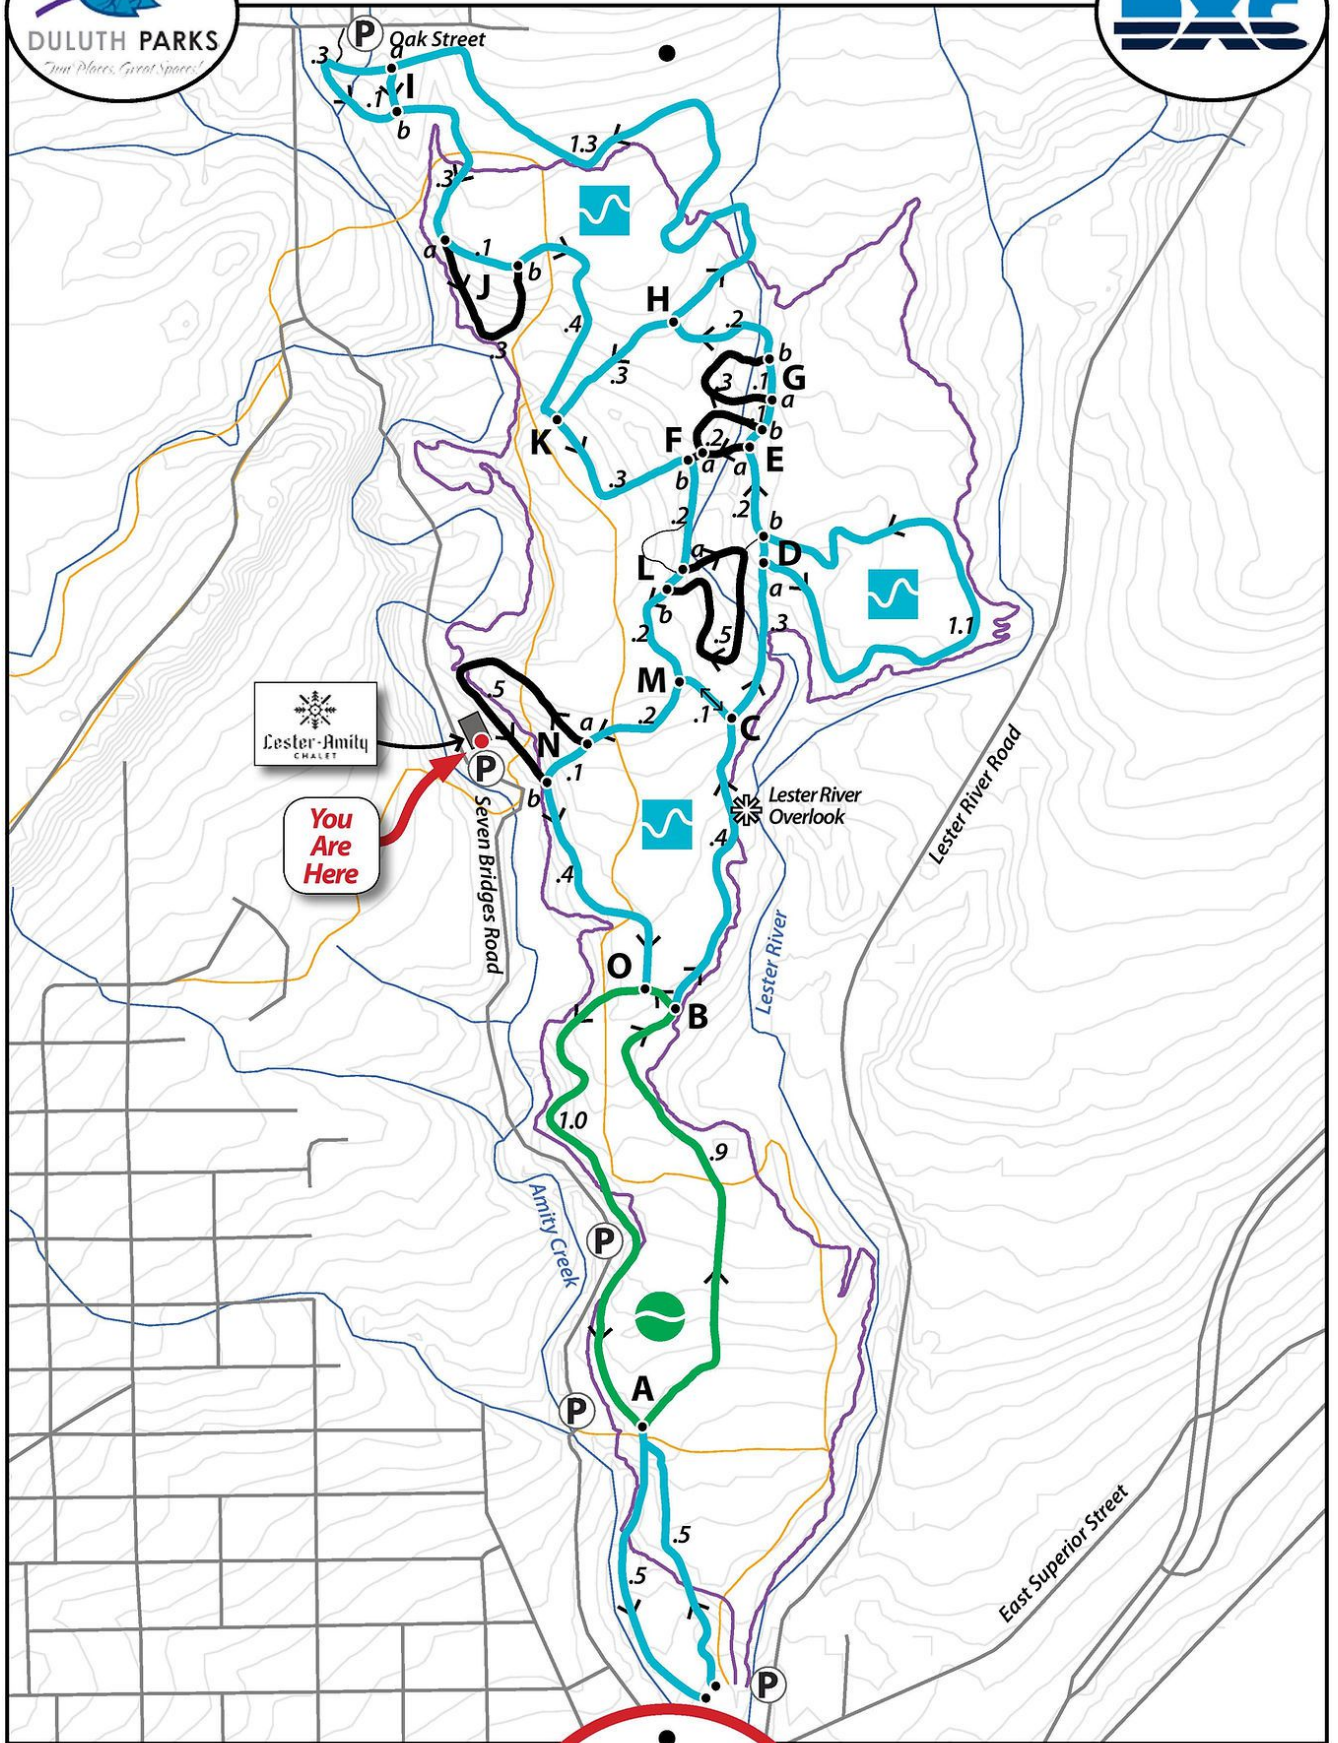 DULUTH PARKS
Fun Places, Great Spaces!
DXC
P
Oak Street
.3
a
I
.1
b
1.3
.3
a
.1
b
J
.3
H
.2
.4
.3
b
G
.3
.1
a
.1
b
K
F
.2
a
a
E
b
.3
.2
.2
b
a
D
L
a
b
.5
.3
1.1
.2
M
.5
.1
C
.2
a
N
Lester-Amity
CHALET
P
.1
b
You
Are
Here
Seven Bridges Road
Lester River
Overlook
Lester River Road
.4
.4
Lester River
O
B
1.0
.9
Amity Creek
P
A
P
.5
.5
East Superior Street
P